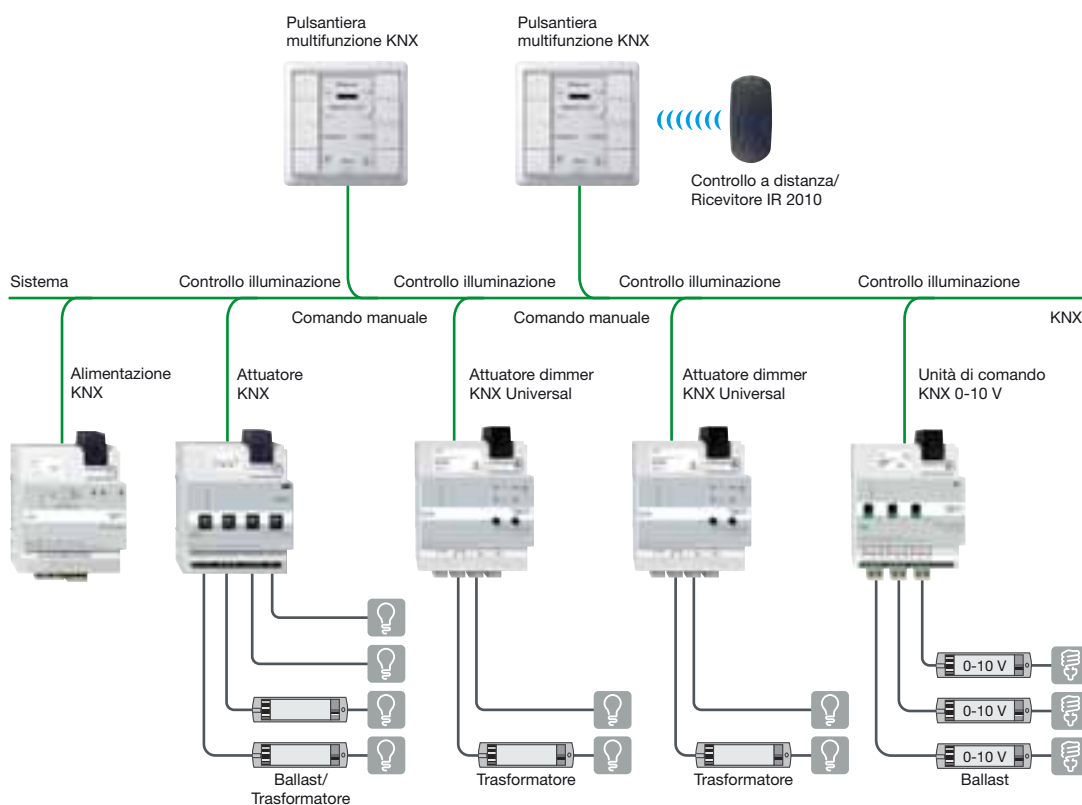 Pulsantiera
multifunzione KNX
Pulsantiera
multifunzione KNX
Controllo a distanza/
Ricevitore IR 2010
Sistema
Controllo illuminazione
Controllo illuminazione
Controllo illuminazione
Controllo illuminazione
Comando manuale
Comando manuale
KNX
Alimentazione
KNX
Attuatore
KNX
Attuatore dimmer
KNX Universal
Attuatore dimmer
KNX Universal
Unità di comando
KNX 0-10 V
0-10 V
0-10 V
0-10 V
Ballast/
Trasformatore
Trasformatore
Trasformatore
Ballast